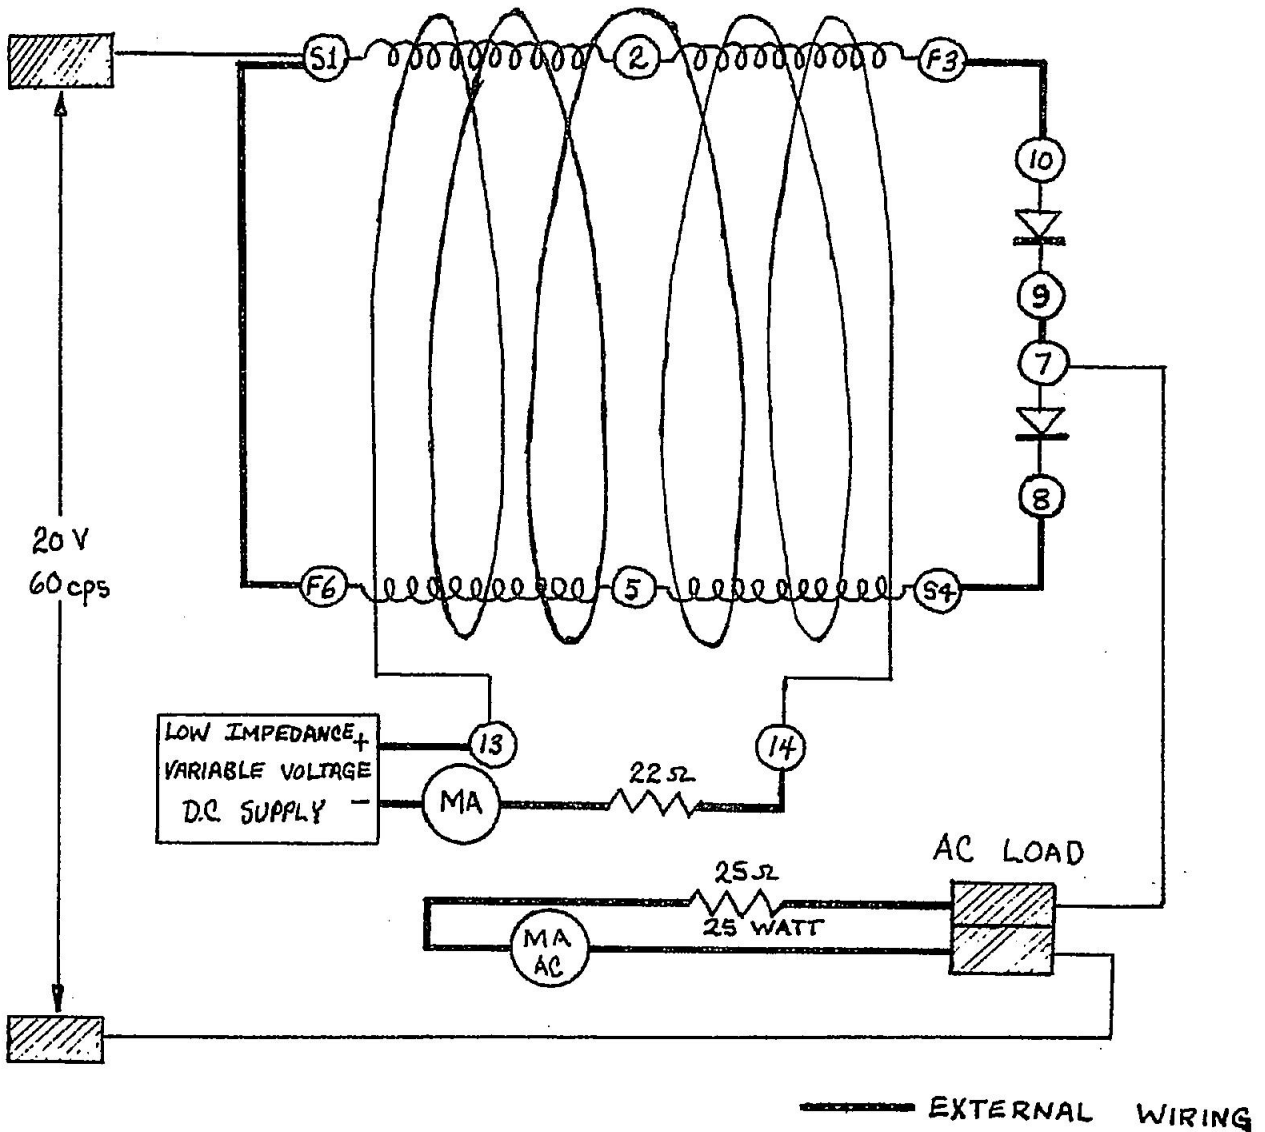 S1
2
F3
10
9
7
8
20 V
60 cps
F6
5
S4
LOW IMPEDANCE +
VARIABLE VOLTAGE
D.C. SUPPLY -
13
14
MA
22 Ω
AC LOAD
25 Ω
25 WATT
MA
AC
EXTERNAL WIRING